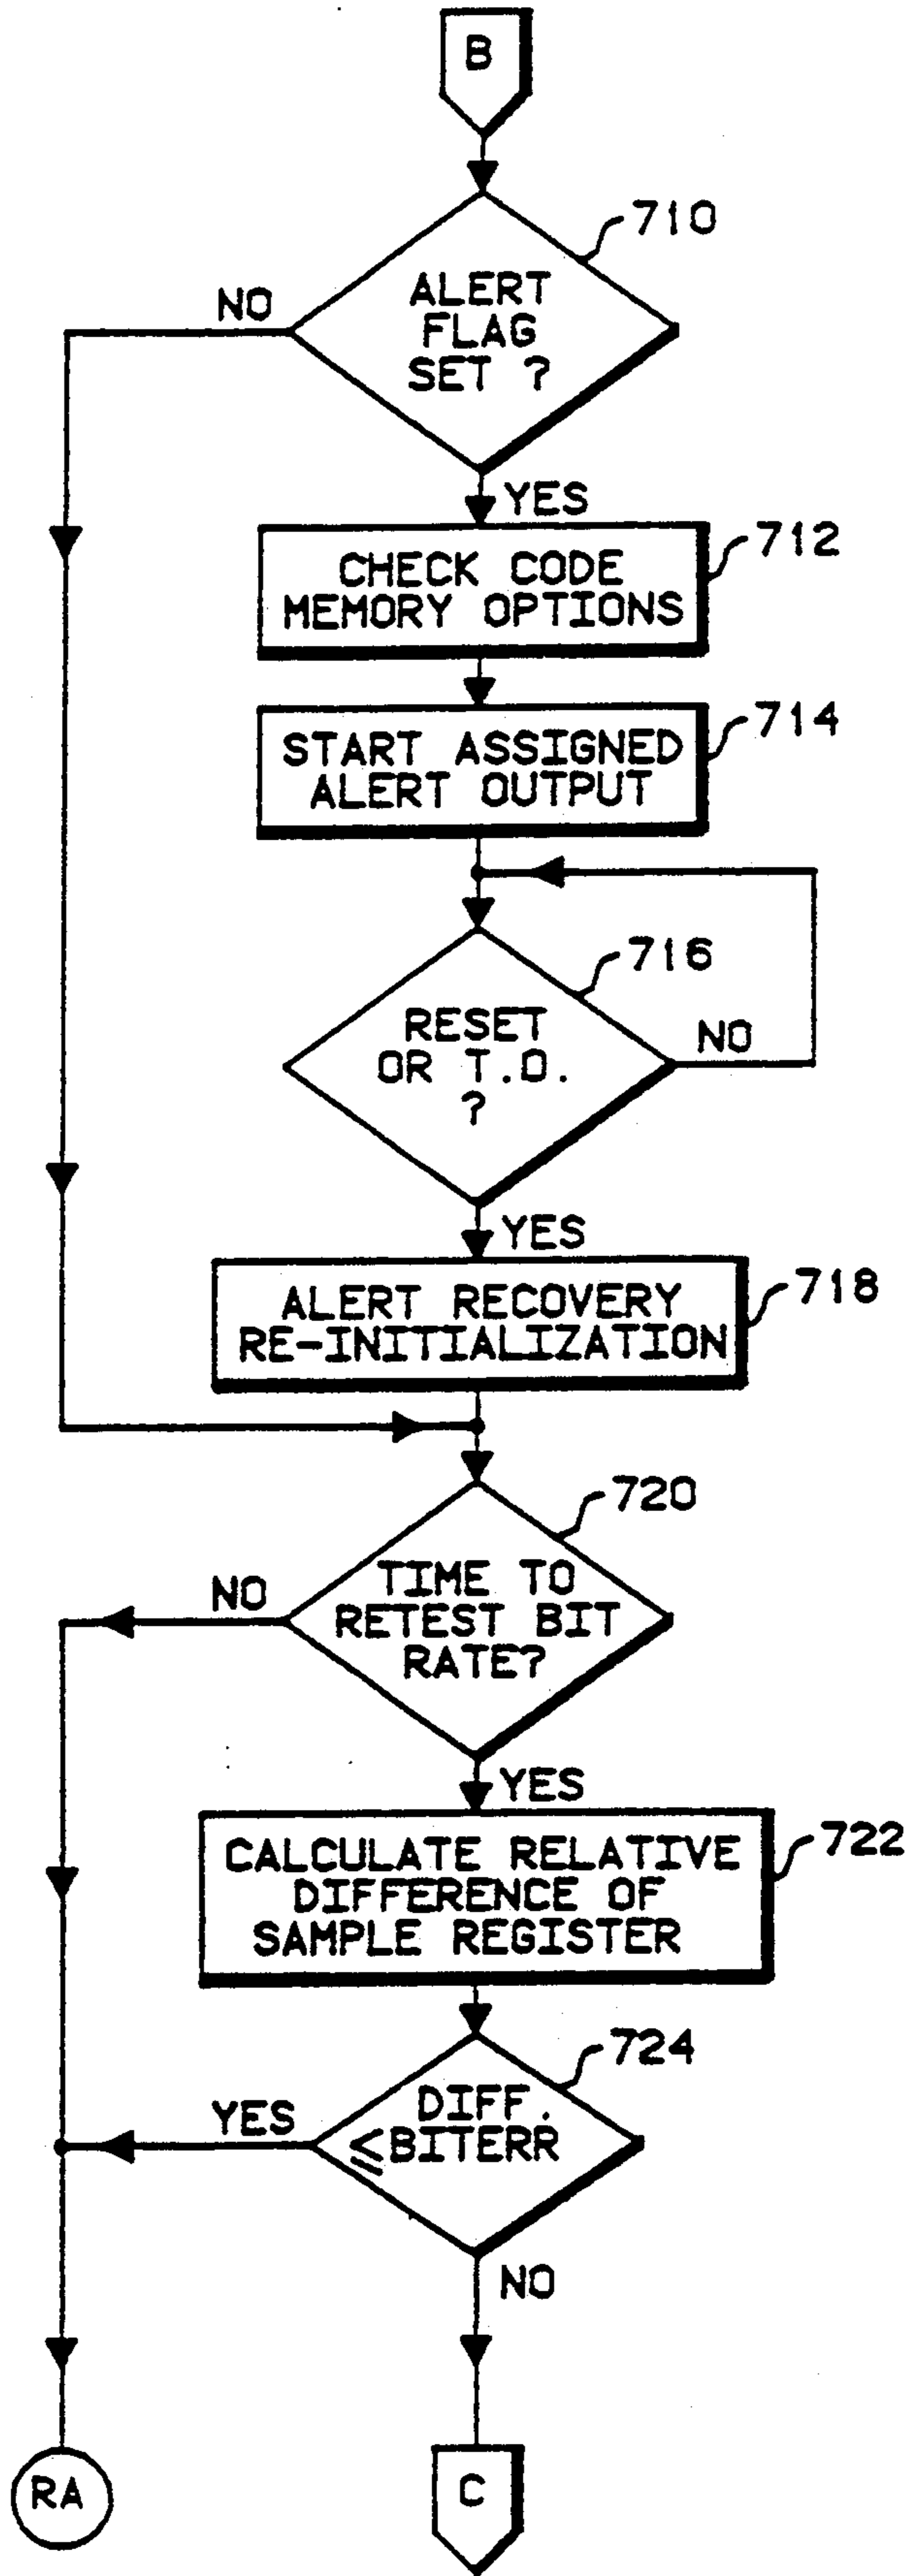 B
710
ALERT
FLAG
SET ?
NO
YES
712
CHECK CODE
MEMORY OPTIONS
714
START ASSIGNED
ALERT OUTPUT
716
RESET
OR T.O.
?
NO
YES
718
ALERT RECOVERY
RE-INITIALIZATION
720
TIME TO
RETEST BIT
RATE?
NO
YES
722
CALCULATE RELATIVE
DIFFERENCE OF
SAMPLE REGISTER
724
DIFF.
≤BITERR
YES
NO
RA
C